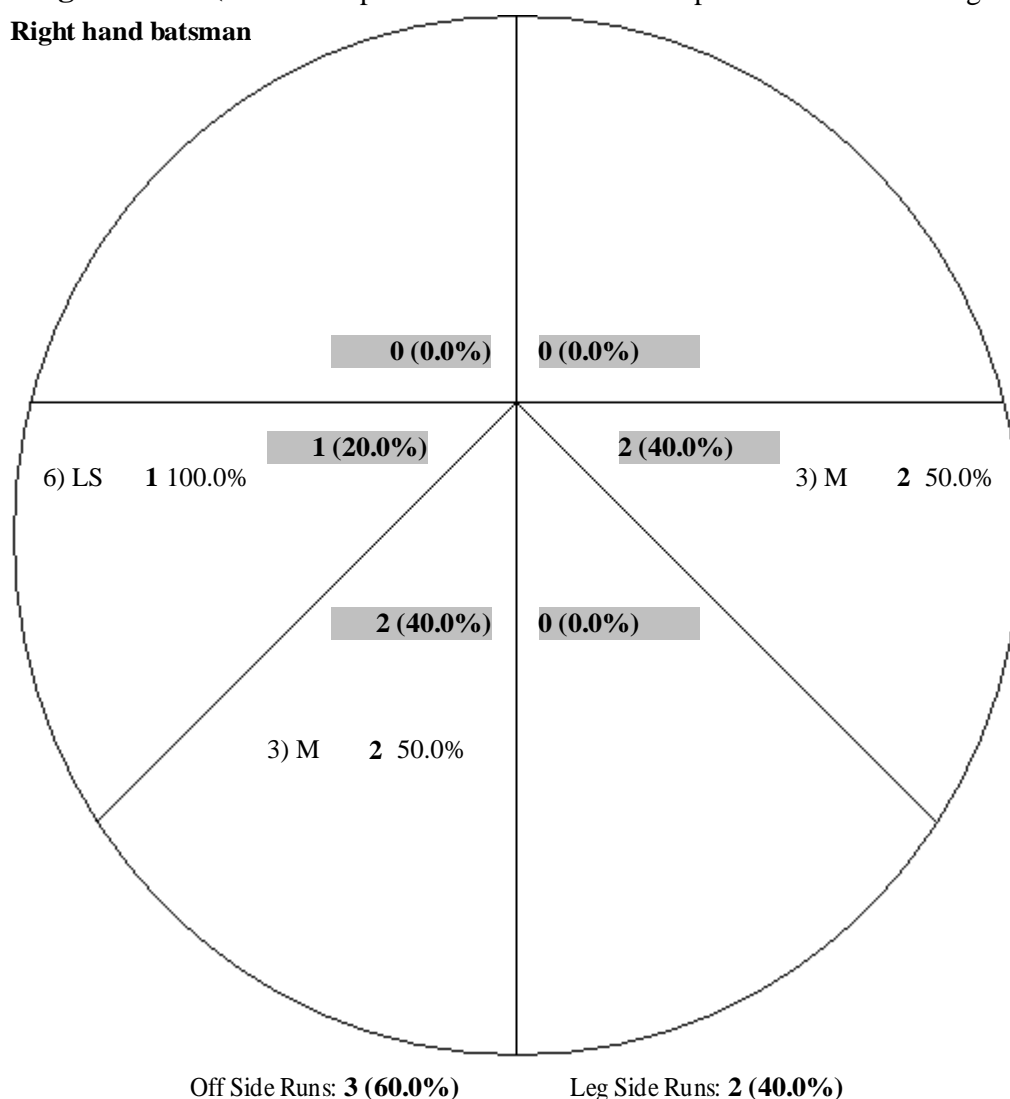 Right hand batsman
0 (0.0%) 0 (0.0%)
1 (20.0%) 2 (40.0%)
6) LS 1 100.0% 3) M 2 50.0%
2 (40.0%) 0 (0.0%)
3) M 2 50.0%
Off Side Runs: 3 (60.0%) Leg Side Runs: 2 (40.0%)